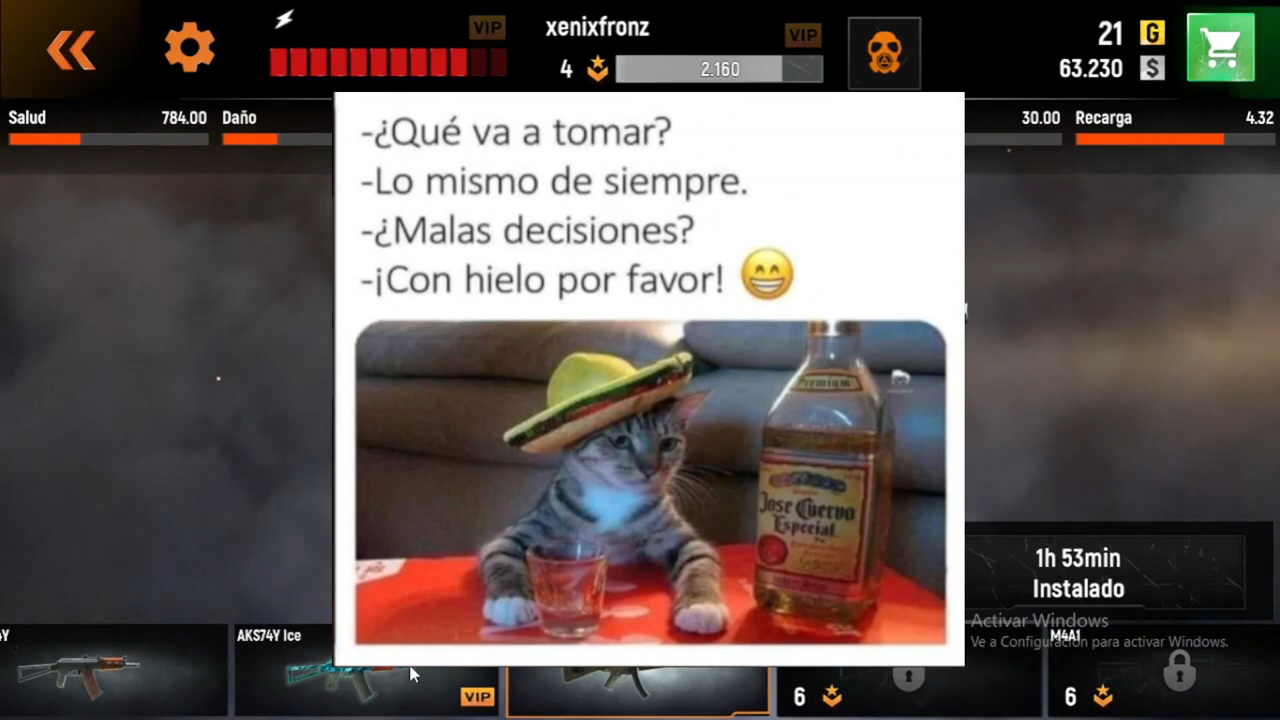 VIP
xenixfronz
VIP
4
2.160
21 G
63.230 $
Salud 784.00
Daño
30.00
Recarga 4.32
-¿Qué va a tomar?
-Lo mismo de siempre.
-¿Malas decisiones?
-¡Con hielo por favor! 😁
Premium
Jose Cuervo
Especial
1h 53min
Instalado
Activar Windows
Ve a Configuración para activar Windows.
Y
AKS74Y Ice
VIP
6
M4A1
6